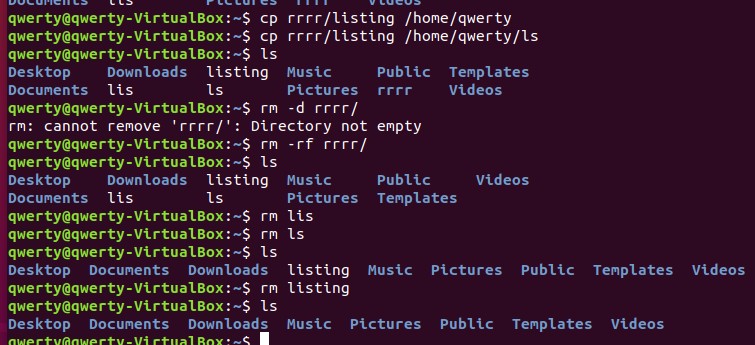 Documents lis Pictures rrrr Videos
qwerty@qwerty-VirtualBox:~$ cp rrrr/listing /home/qwerty
qwerty@qwerty-VirtualBox:~$ cp rrrr/listing /home/qwerty/ls
qwerty@qwerty-VirtualBox:~$ ls
Desktop Downloads listing Music Public Templates
Documents lis ls Pictures rrrr Videos
qwerty@qwerty-VirtualBox:~$ rm -d rrrr/
rm: cannot remove 'rrrr/': Directory not empty
qwerty@qwerty-VirtualBox:~$ rm -rf rrrr/
qwerty@qwerty-VirtualBox:~$ ls
Desktop Downloads listing Music Public Videos
Documents lis ls Pictures Templates
qwerty@qwerty-VirtualBox:~$ rm lis
qwerty@qwerty-VirtualBox:~$ rm ls
qwerty@qwerty-VirtualBox:~$ ls
Desktop Documents Downloads listing Music Pictures Public Templates Videos
qwerty@qwerty-VirtualBox:~$ rm listing
qwerty@qwerty-VirtualBox:~$ ls
Desktop Documents Downloads Music Pictures Public Templates Videos
qwerty@qwerty-VirtualBox:~$